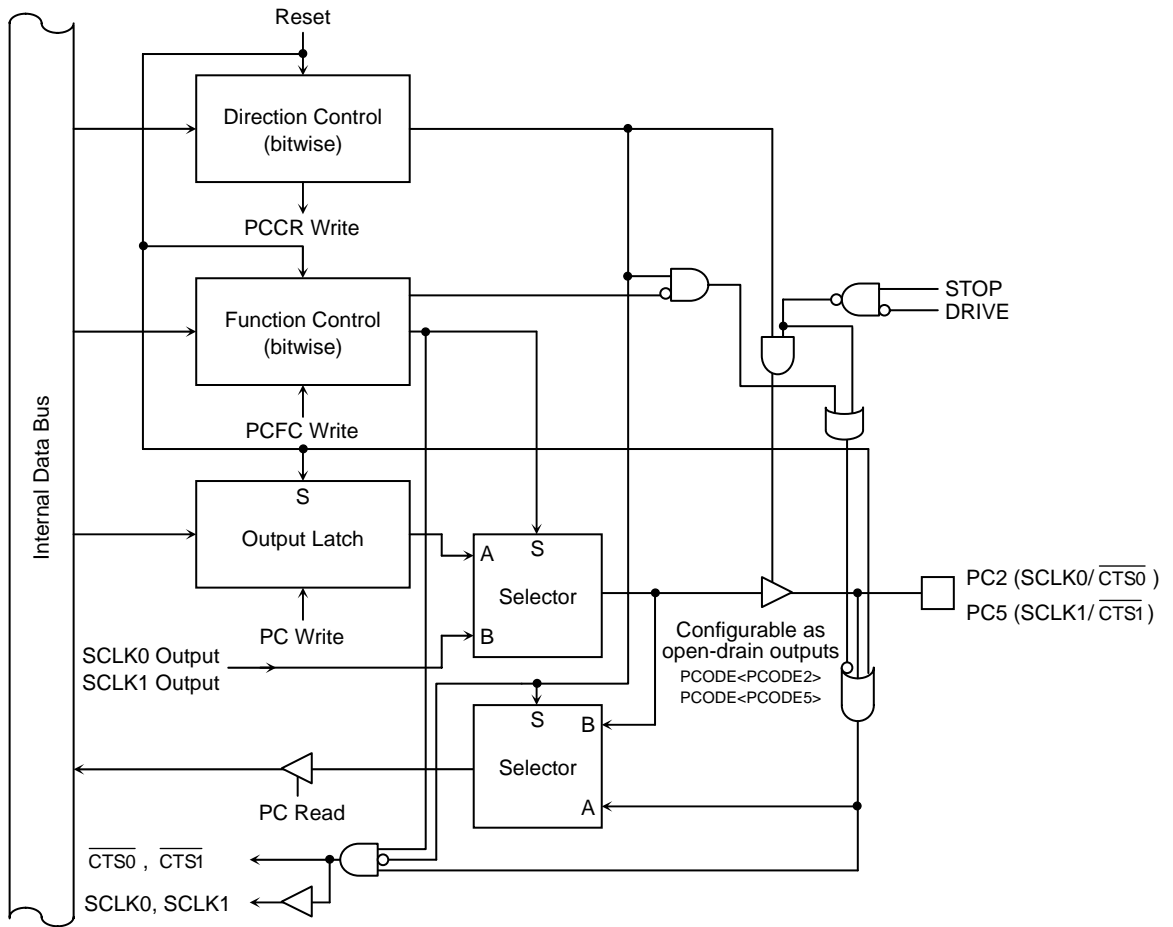 Reset
Direction Control
(bitwise)
PCCR Write
Function Control
(bitwise)
STOP
DRIVE
PCFC Write
Internal Data Bus
S
Output Latch
A
S
Selector
B
PC2 (SCLK0/ CTS0 )
PC5 (SCLK1/ CTS1)
PC Write
SCLK0 Output
SCLK1 Output
Configurable as
open-drain outputs
PCODE<PCODE2>
PCODE<PCODE5>
S
B
Selector
A
PC Read
CTS0 , CTS1
SCLK0, SCLK1